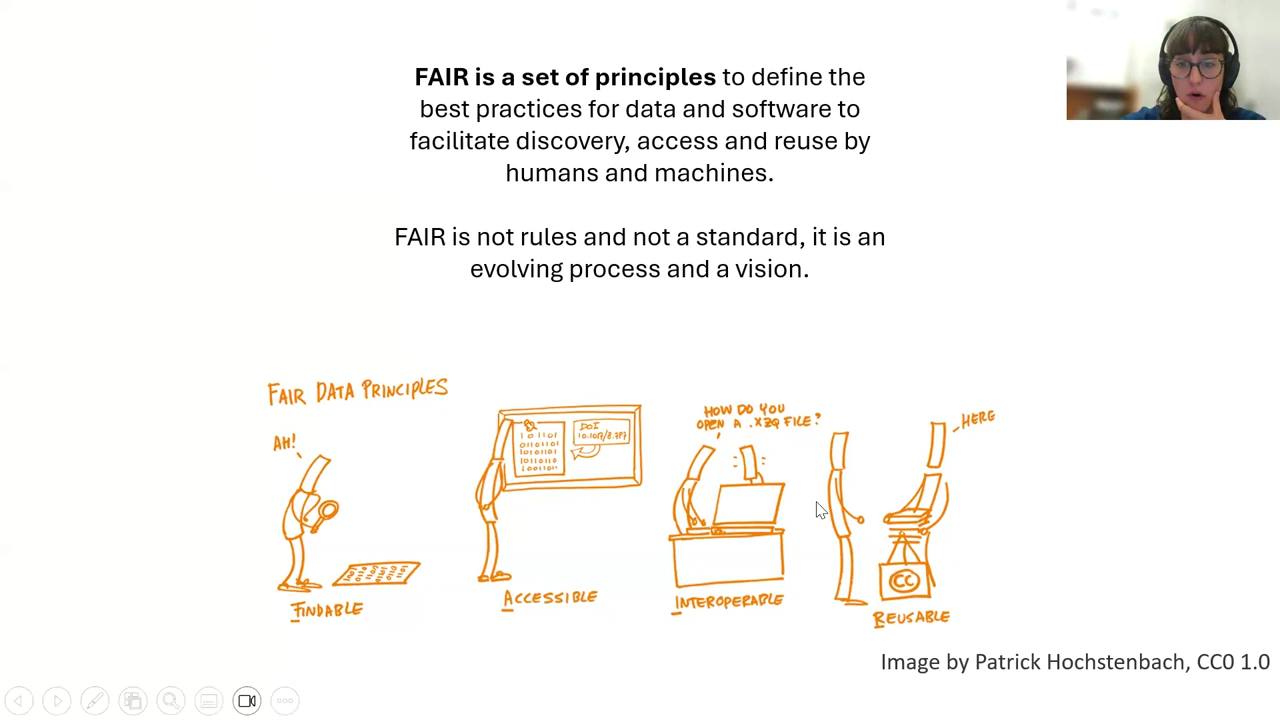 FAIR is a set of principles to define the
best practices for data and software to
facilitate discovery, access and reuse by
humans and machines.
FAIR is not rules and not a standard, it is an
evolving process and a vision.
FAIR DATA PRINCIPLES
AH!
DOI
HOW DO YOU
OPEN A .XZQ FILE?
HERE
CC
FINDABLE
ACCESSIBLE
INTEROPERABLE
REUSABLE
Image by Patrick Hochstenbach, CC0 1.0